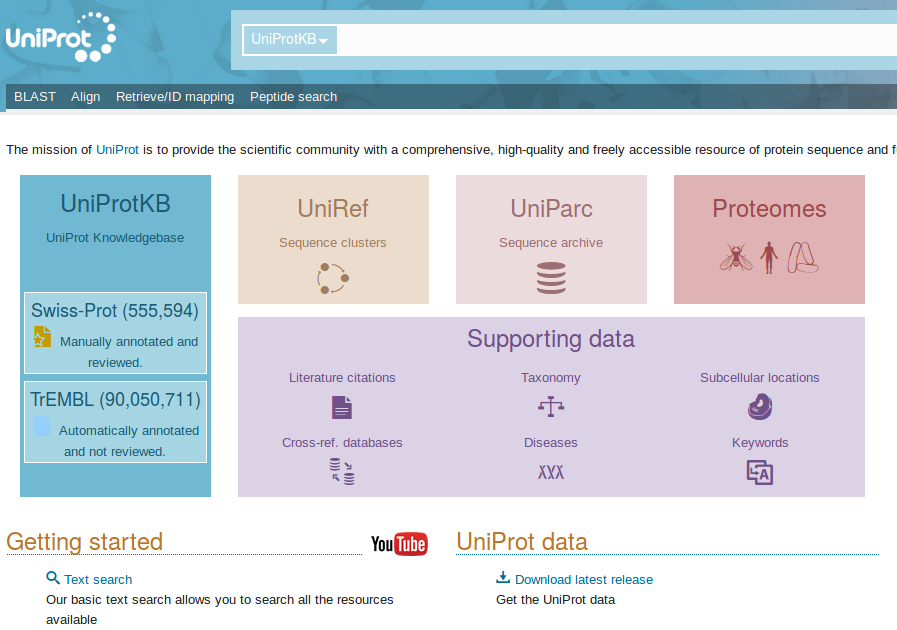 UniProt
UniProtKB
BLAST Align Retrieve/ID mapping Peptide search
The mission of UniProt is to provide the scientific community with a comprehensive, high-quality and freely accessible resource of protein sequence and
UniProtKB
UniProt Knowledgebase
Swiss-Prot (555,594)
Manually annotated and
reviewed.
TrEMBL (90,050,711)
Automatically annotated
and not reviewed.
UniRef
Sequence clusters
UniParc
Sequence archive
Proteomes
Supporting data
Literature citations
Taxonomy
Subcellular locations
Cross-ref. databases
Diseases
Keywords
A
Getting started
YouTube
Text search
Our basic text search allows you to search all the resources
available
UniProt data
Download latest release
Get the UniProt data